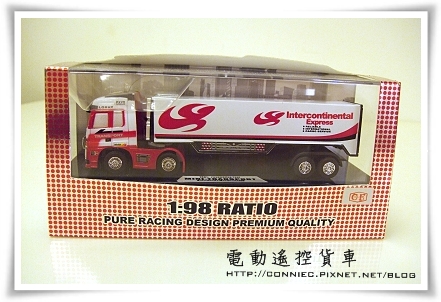 Intercontinental
Express
TRANSPORT
1:98 RATIO
PURE RACING DESIGN PREMIUM QUALITY
電動遙控貨車
HTTP://CONNIEC.PIXNET.NET/BLOG